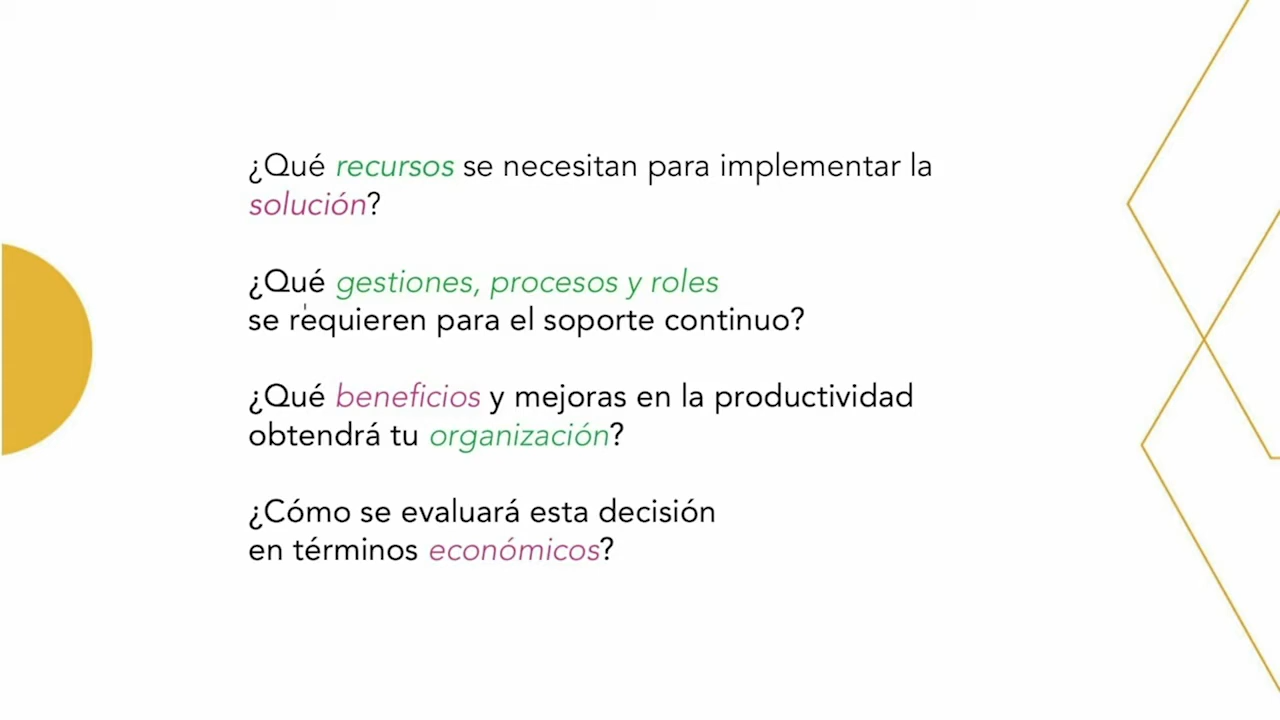 ¿Qué recursos se necesitan para implementar la
solución?
¿Qué gestiones, procesos y roles
se requieren para el soporte continuo?
¿Qué beneficios y mejoras en la productividad
obtendrá tu organización?
¿Cómo se evaluará esta decisión
en términos económicos?